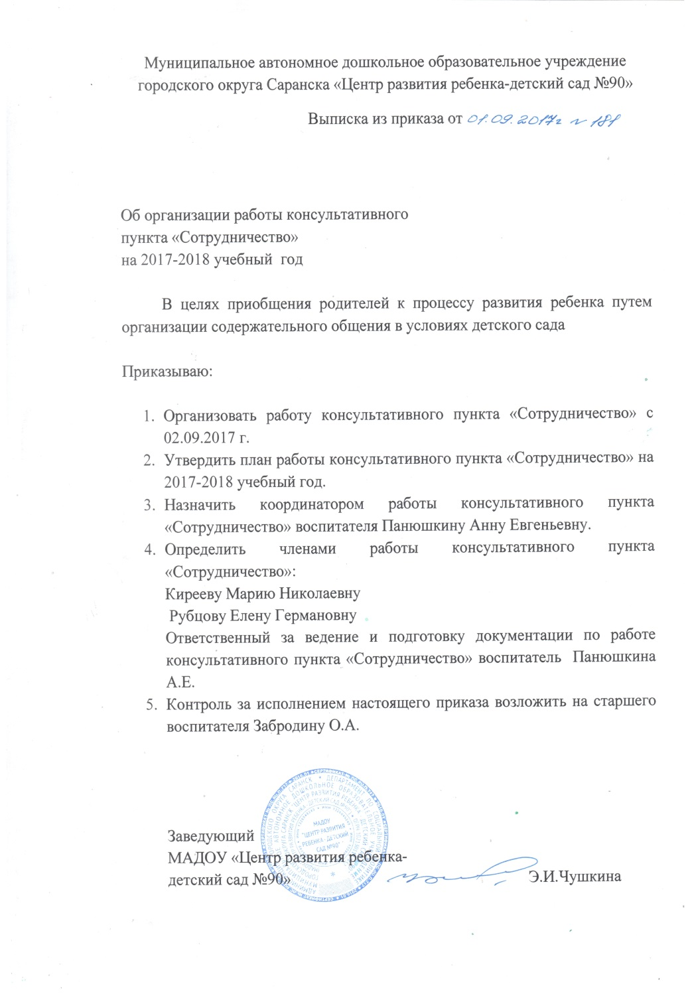 Муниципальное автономное дошкольное образовательное учреждение
городского округа Саранска «Центр развития ребенка-детский сад №90»
Выписка из приказа от 01.09.2017г № 181
Об организации работы консультативного
пункта «Сотрудничество»
на 2017-2018 учебный год
В целях приобщения родителей к процессу развития ребенка путем
организации содержательного общения в условиях детского сада
Приказываю:
1. Организовать работу консультативного пункта «Сотрудничество» с
02.09.2017 г.
2. Утвердить план работы консультативного пункта «Сотрудничество» на
2017-2018 учебный год.
3. Назначить координатором работы консультативного пункта
«Сотрудничество» воспитателя Панюшкину Анну Евгеньевну.
4. Определить членами работы консультативного пункта
«Сотрудничество»:
Кирееву Марию Николаевну
Рубцову Елену Германовну
Ответственный за ведение и подготовку документации по работе
консультативного пункта «Сотрудничество» воспитатель Панюшкина
А.Е.
5. Контроль за исполнением настоящего приказа возложить на старшего
воспитателя Забродину О.А.
Заведующий
МАДОУ «Центр развития ребенка-
детский сад №90»
Э.И.Чушкина
МАДОУ
"ЦЕНТР РАЗВИТИЯ
РЕБЕНКА - ДЕТСКИЙ
САД №90"